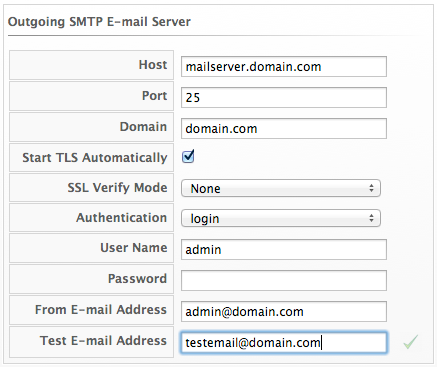 Outgoing SMTP E-mail Server
Host mailserver.domain.com
Port 25
Domain domain.com
Start TLS Automatically
SSL Verify Mode None
Authentication login
User Name admin
Password
From E-mail Address admin@domain.com
Test E-mail Address testemail@domain.com